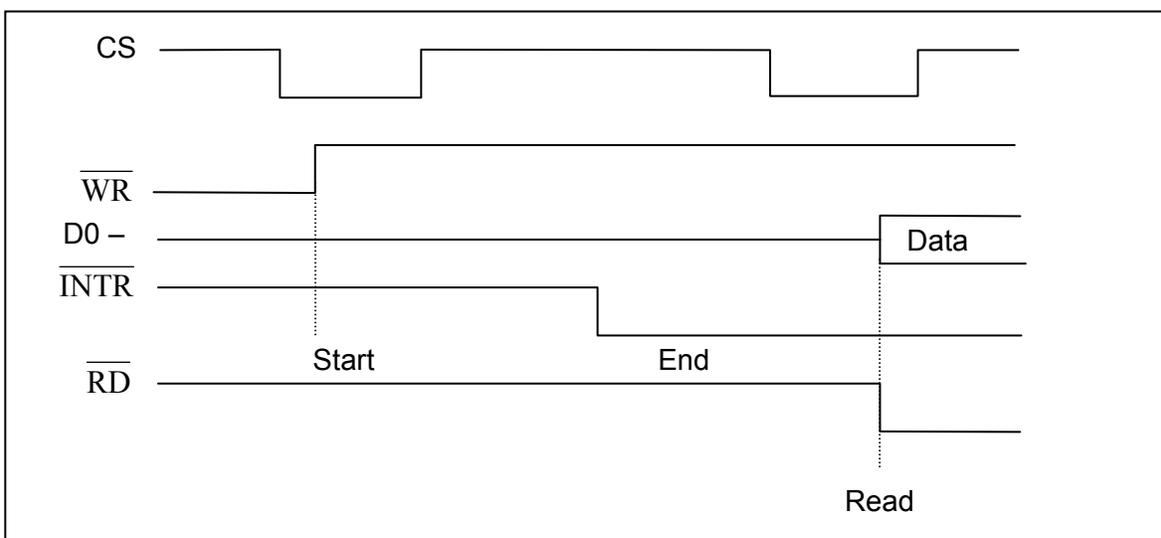 CS
WR
D0 –
Data
INTR
Start
End
RD
Read